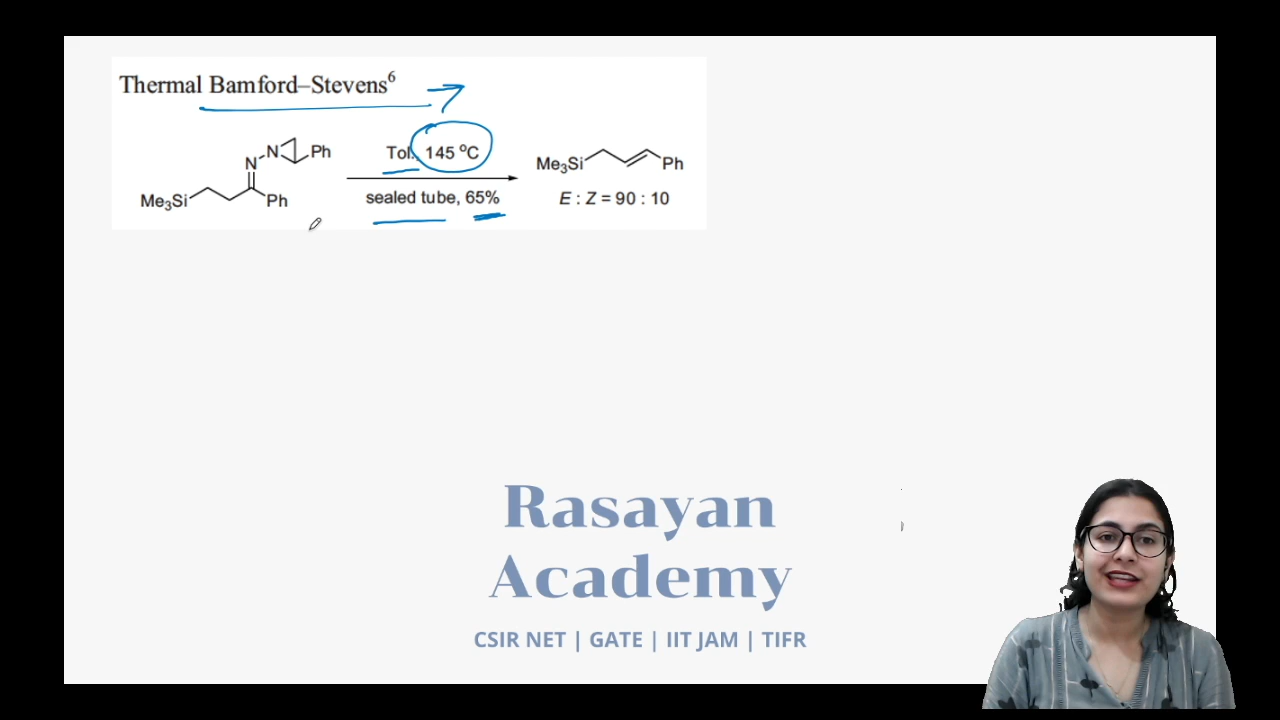 Thermal Bamford–Stevens⁶
N
N
Ph
Me₃Si
Ph
Tol., 145 ºC
sealed tube, 65%
Me₃Si
Ph
E : Z = 90 : 10
Rasayan
Academy
CSIR NET | GATE | IIT JAM | TIFR